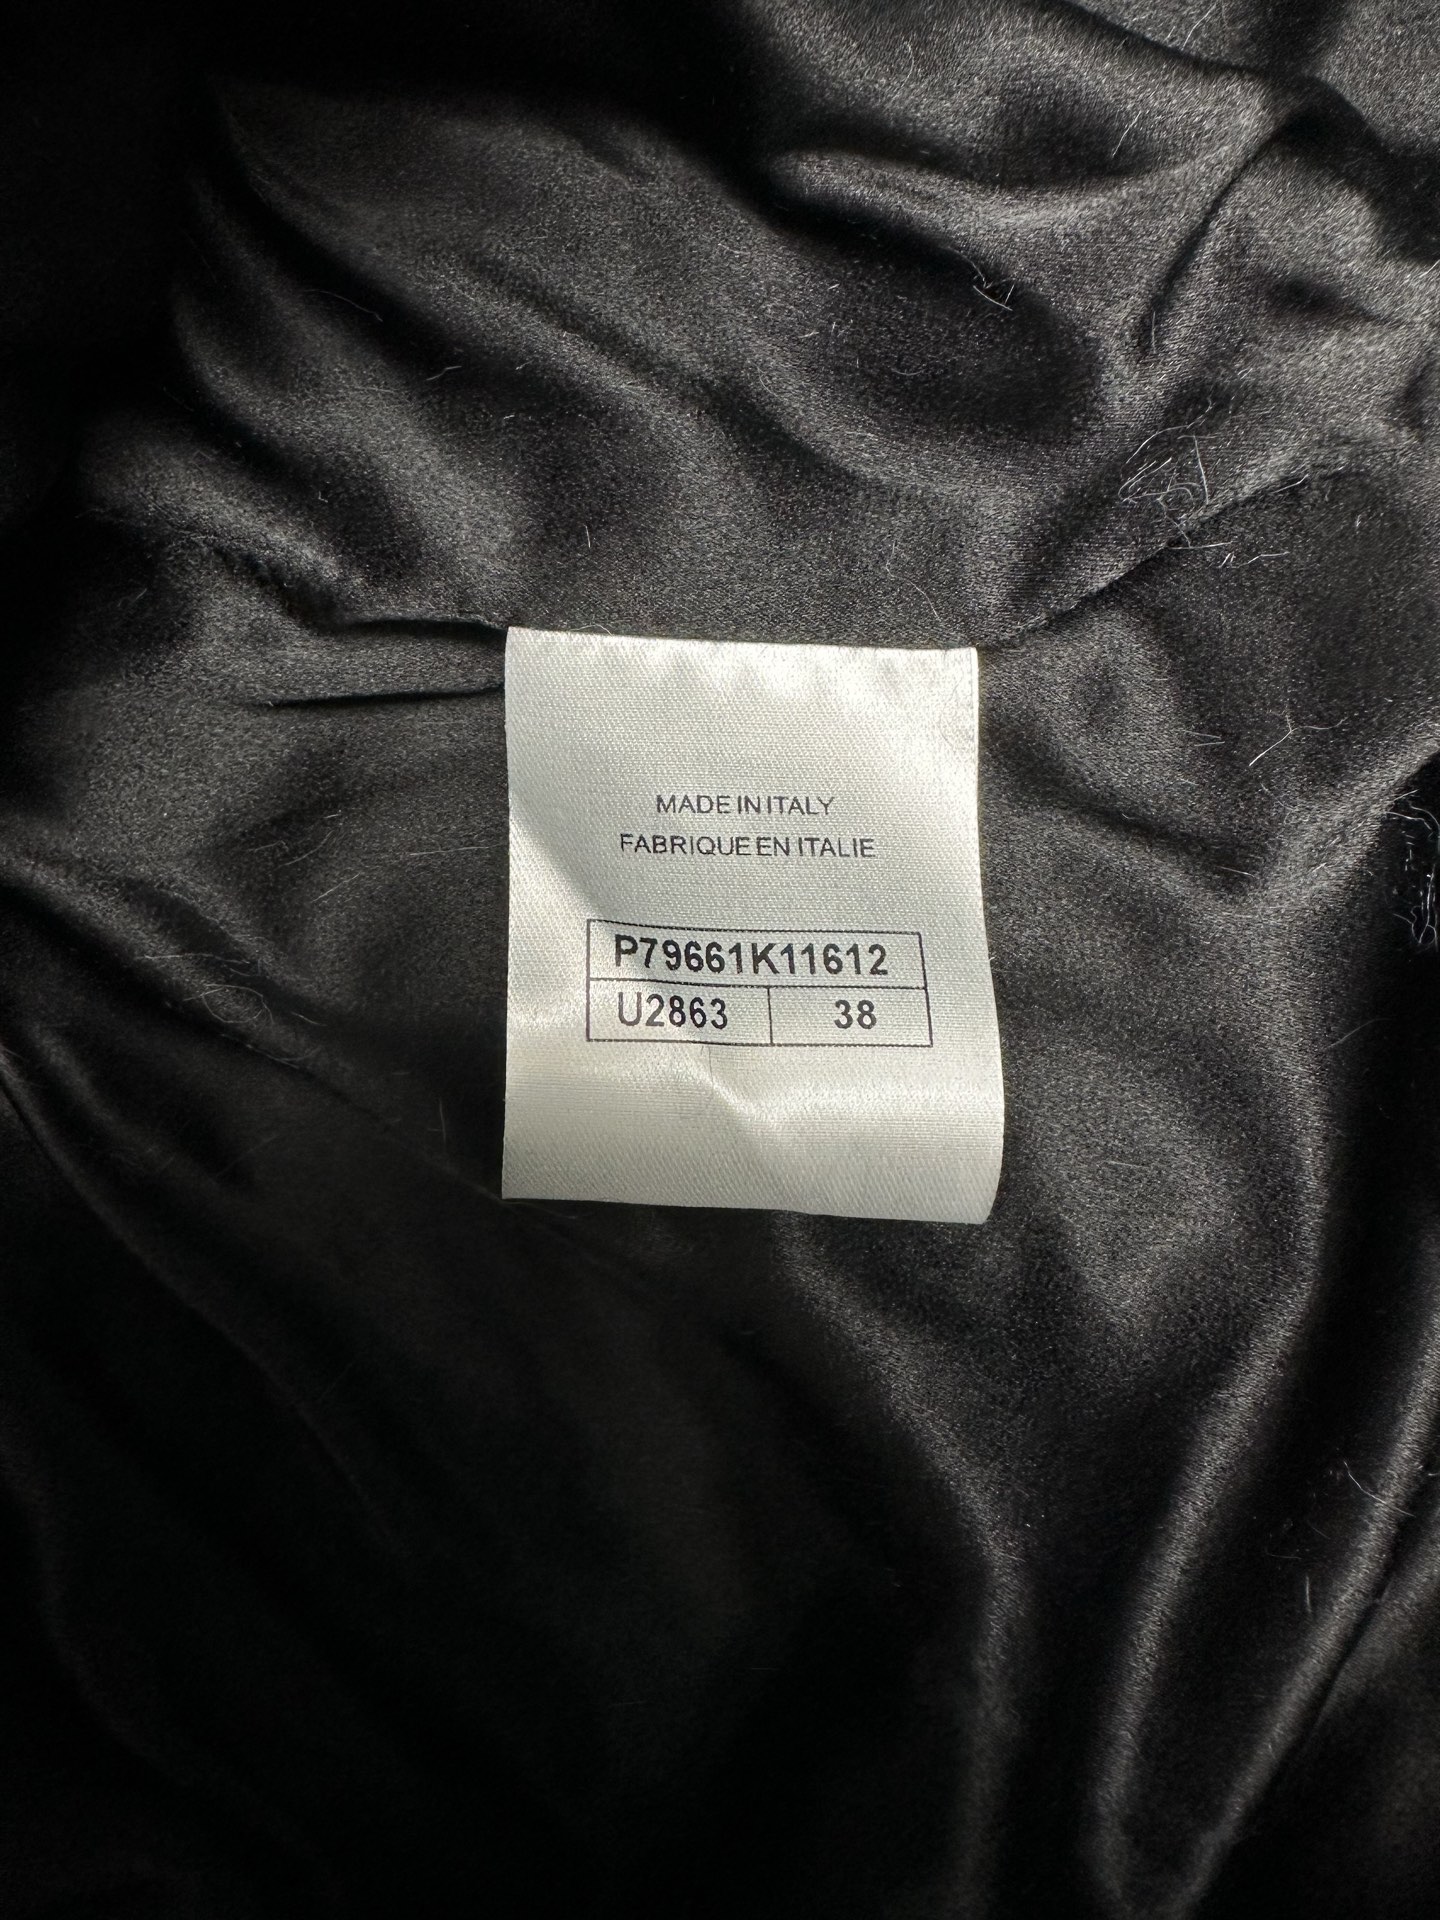 MADE IN ITALY
FABRIQUE EN ITALIE
P79661K11612
U2863 38